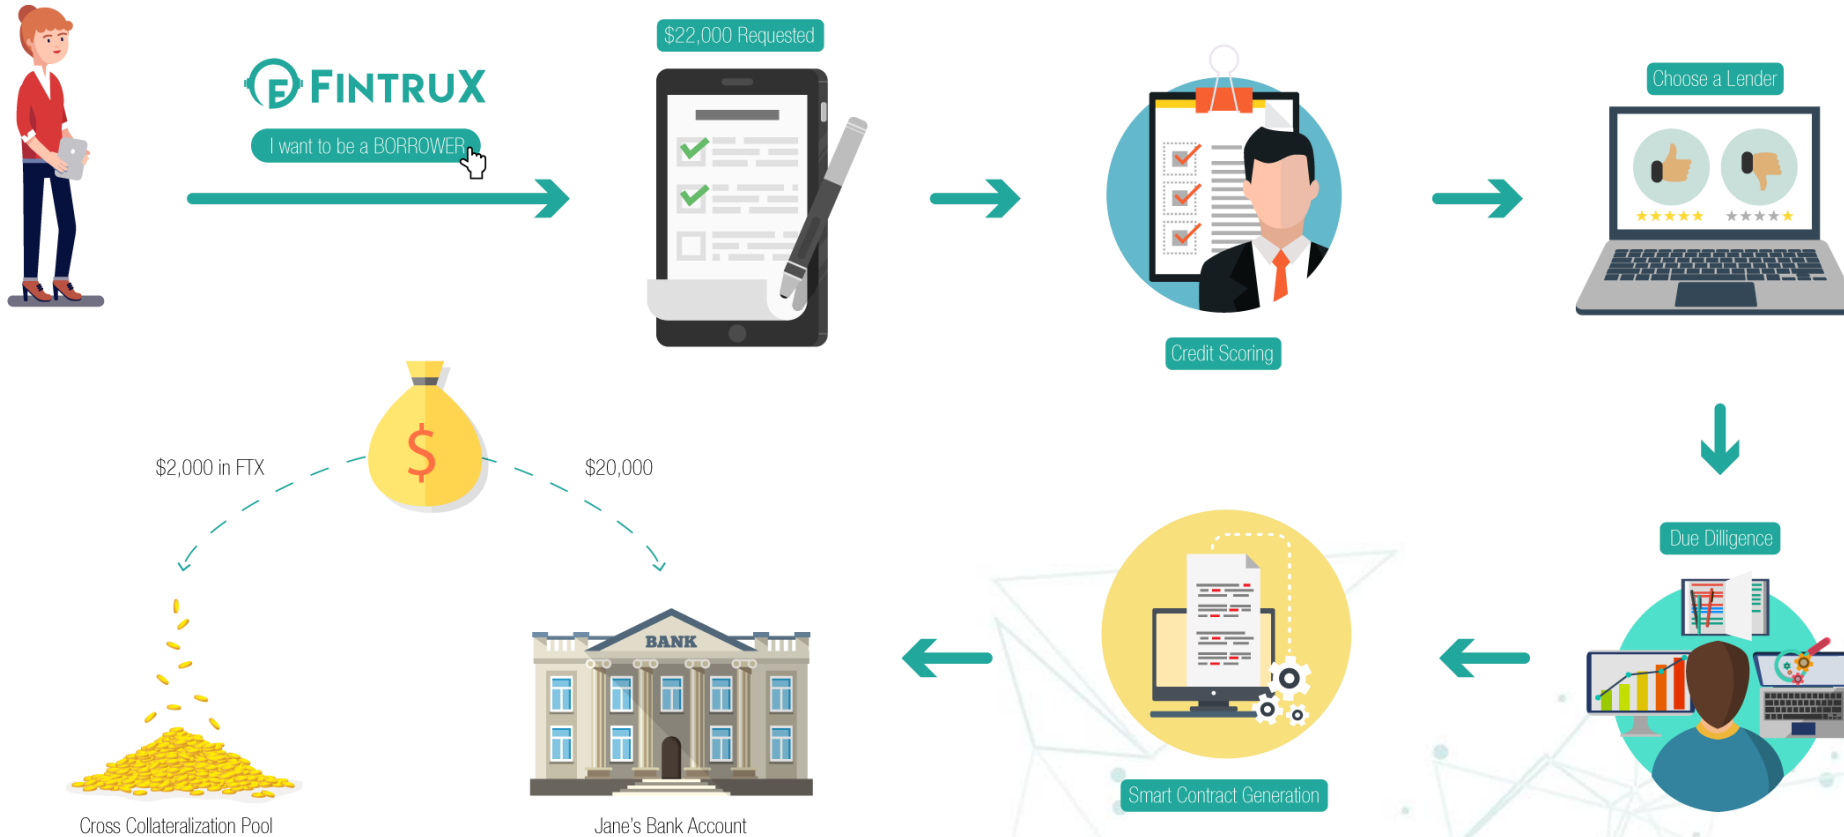 FINTRUX
I want to be a BORROWER
$22,000 Requested
Credit Scoring
Choose a Lender
Due Dilligence
Smart Contract Generation
$
$2,000 in FTX
$20,000
BANK
Cross Collateralization Pool
Jane's Bank Account